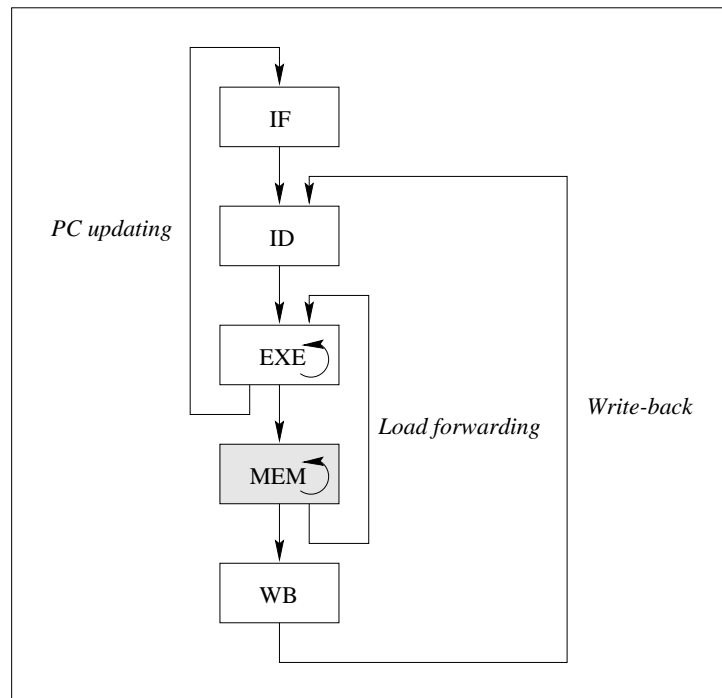 IF
PC updating
ID
EXE
Load forwarding
Write-back
MEM
WB